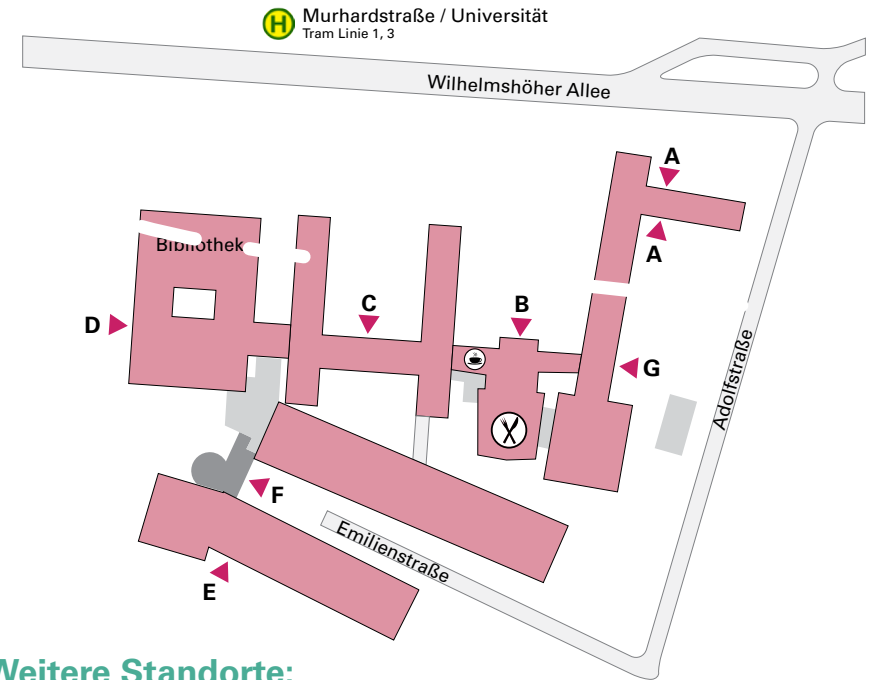 H
Murhardstraße / Universität
Tram Linie 1, 3
Wilhelmshöher Allee
A
A
Bibliothek
B
C
D
G
Adolfstraße
F
Emilienstraße
E
Weitere Standorte: